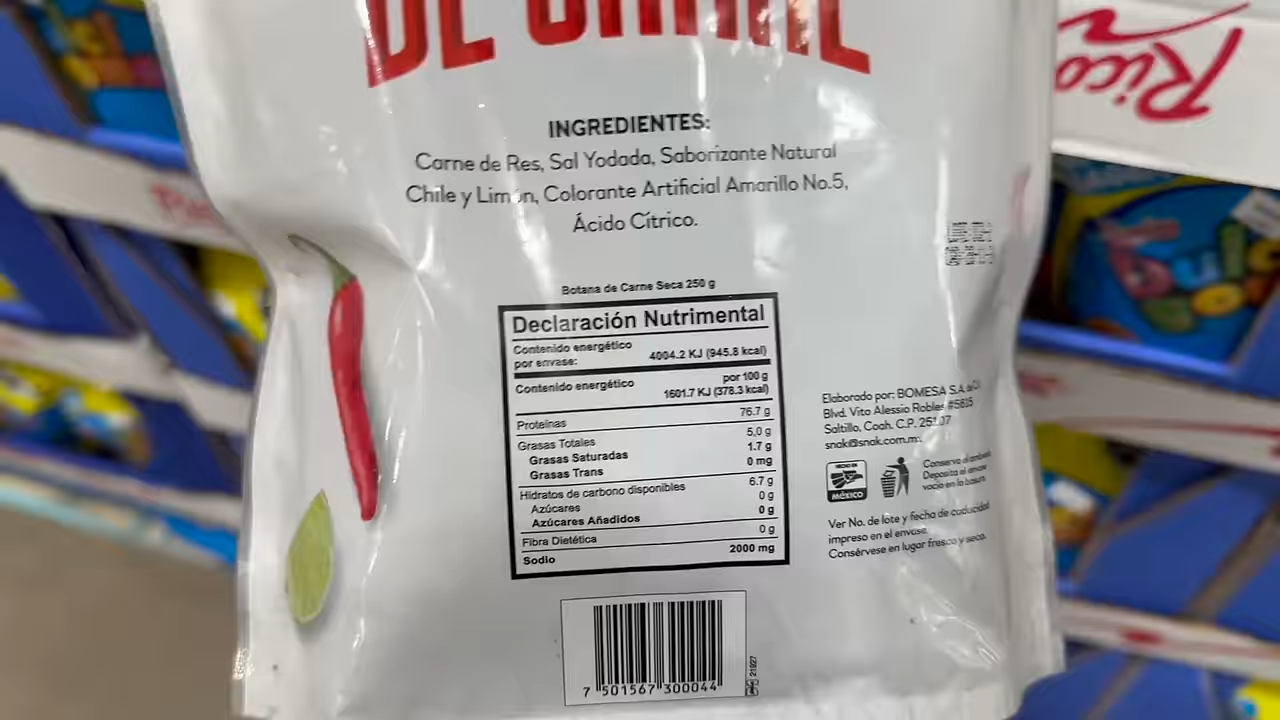 INGREDIENTES:
Carne de Res, Sal Yodada, Saborizante Natural
Chile y Limón, Colorante Artificial Amarillo No.5,
Ácido Cítrico.
Botana de Carne Seca 250 g
Declaración Nutrimental
Contenido energético
por envase: 4004.2 KJ (945.8 kcal)
por 100 g
Contenido energético 1601.7 KJ (378.3 kcal)
Proteínas 76.7 g
Grasas Totales 5.0 g
Grasas Saturadas 1.7 g
Grasas Trans 0 mg
Hidratos de carbono disponibles 6.7 g
Azúcares 0 g
Azúcares Añadidos 0 g
Fibra Dietética 0 g
Sodio 2000 mg
Elaborado por: BOMESA S.A de
Blvd. Vito Alessio Robles
Saltillo, Coah. C.P.
snak@snak.com.mx
HECHO EN
MÉXICO
Conserva el
Deposita el
vacío en la basura
Ver No. de lote y fecha de caducidad
impreso en el envase.
Consérvese en lugar fresco y seco.
7 501567 300044
21927
Rico